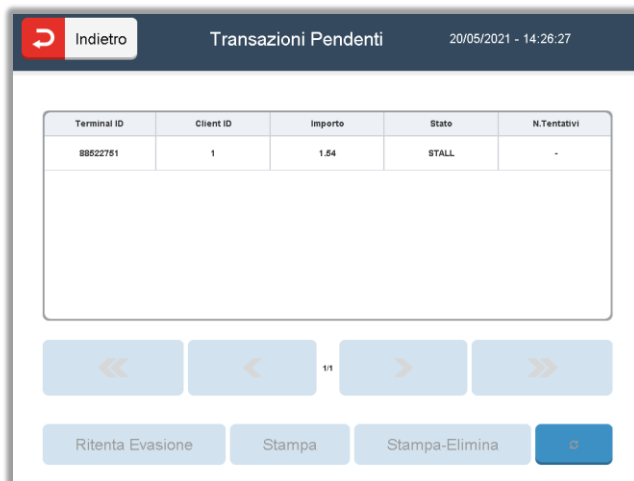 Indietro Transazioni Pendenti 20/05/2021 - 14:26:27
Terminal ID Client ID Importo Stato N.Tentativi
88522751 1 1.54 STALL -
1/1
Ritenta Evasione Stampa Stampa-Elimina